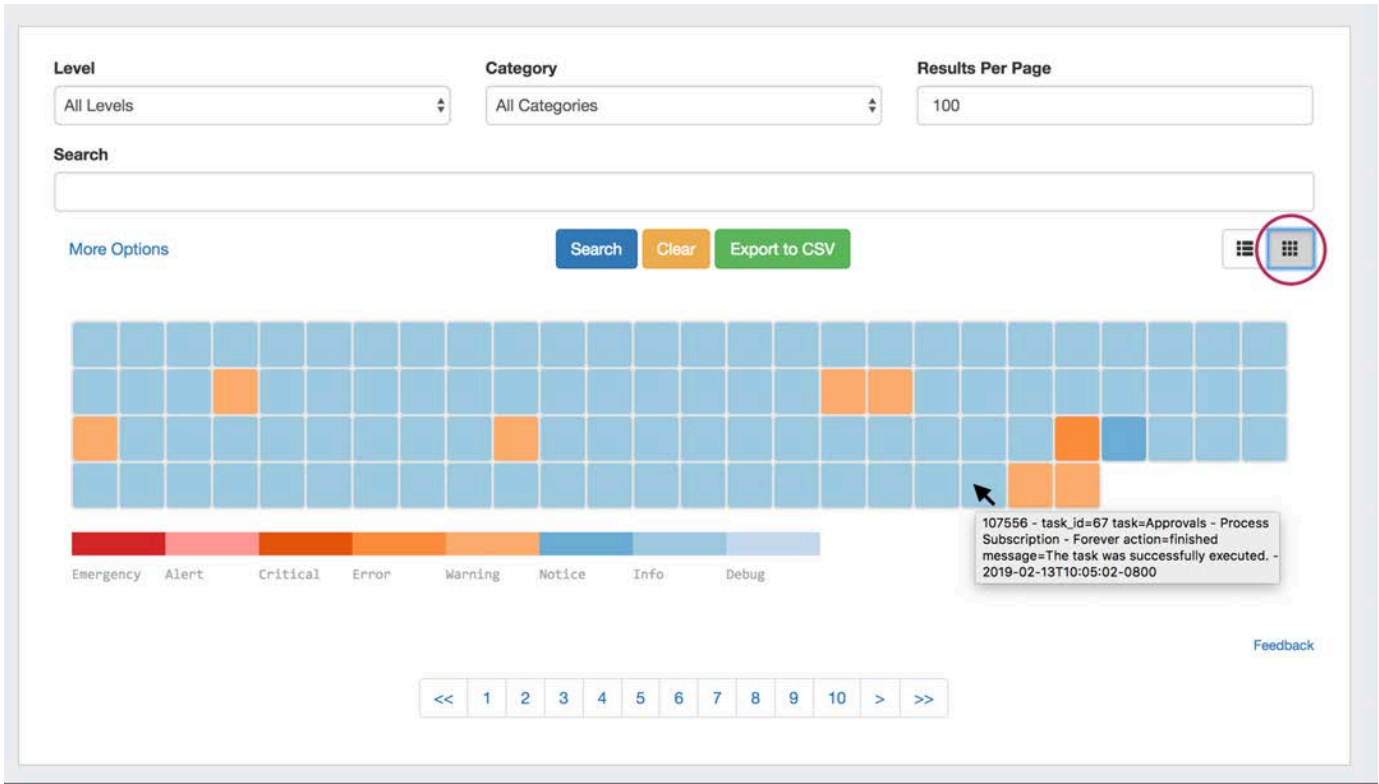 Level
Category
Results Per Page
All Levels
All Categories
100
Search
More Options
Search
Clear
Export to CSV
107556 - task_id=67 task=Approvals - Process
Subscription - Forever action=finished
message=The task was successfully executed. -
2019-02-13T10:05:02-0800
Emergency
Alert
Critical
Error
Warning
Notice
Info
Debug
Feedback
<< 1 2 3 4 5 6 7 8 9 10 > >>